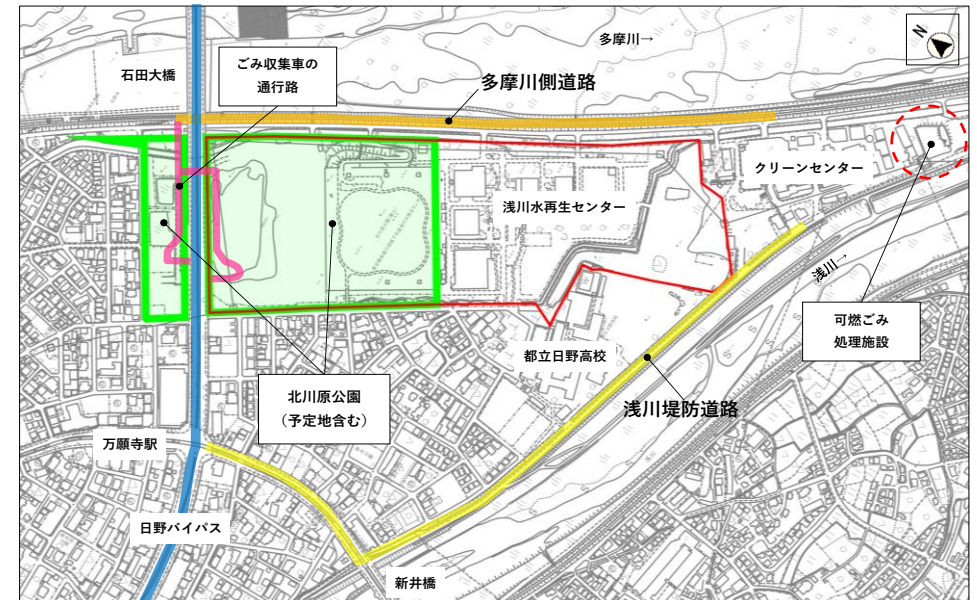 多摩川→
N
石田大橋
ごみ収集車の
通行路
多摩川側道路
クリーンセンター
浅川水再生センター
浅川→
可燃ごみ
処理施設
都立日野高校
北川原公園
（予定地含む）
浅川堤防道路
万願寺駅
日野バイパス
新井橋